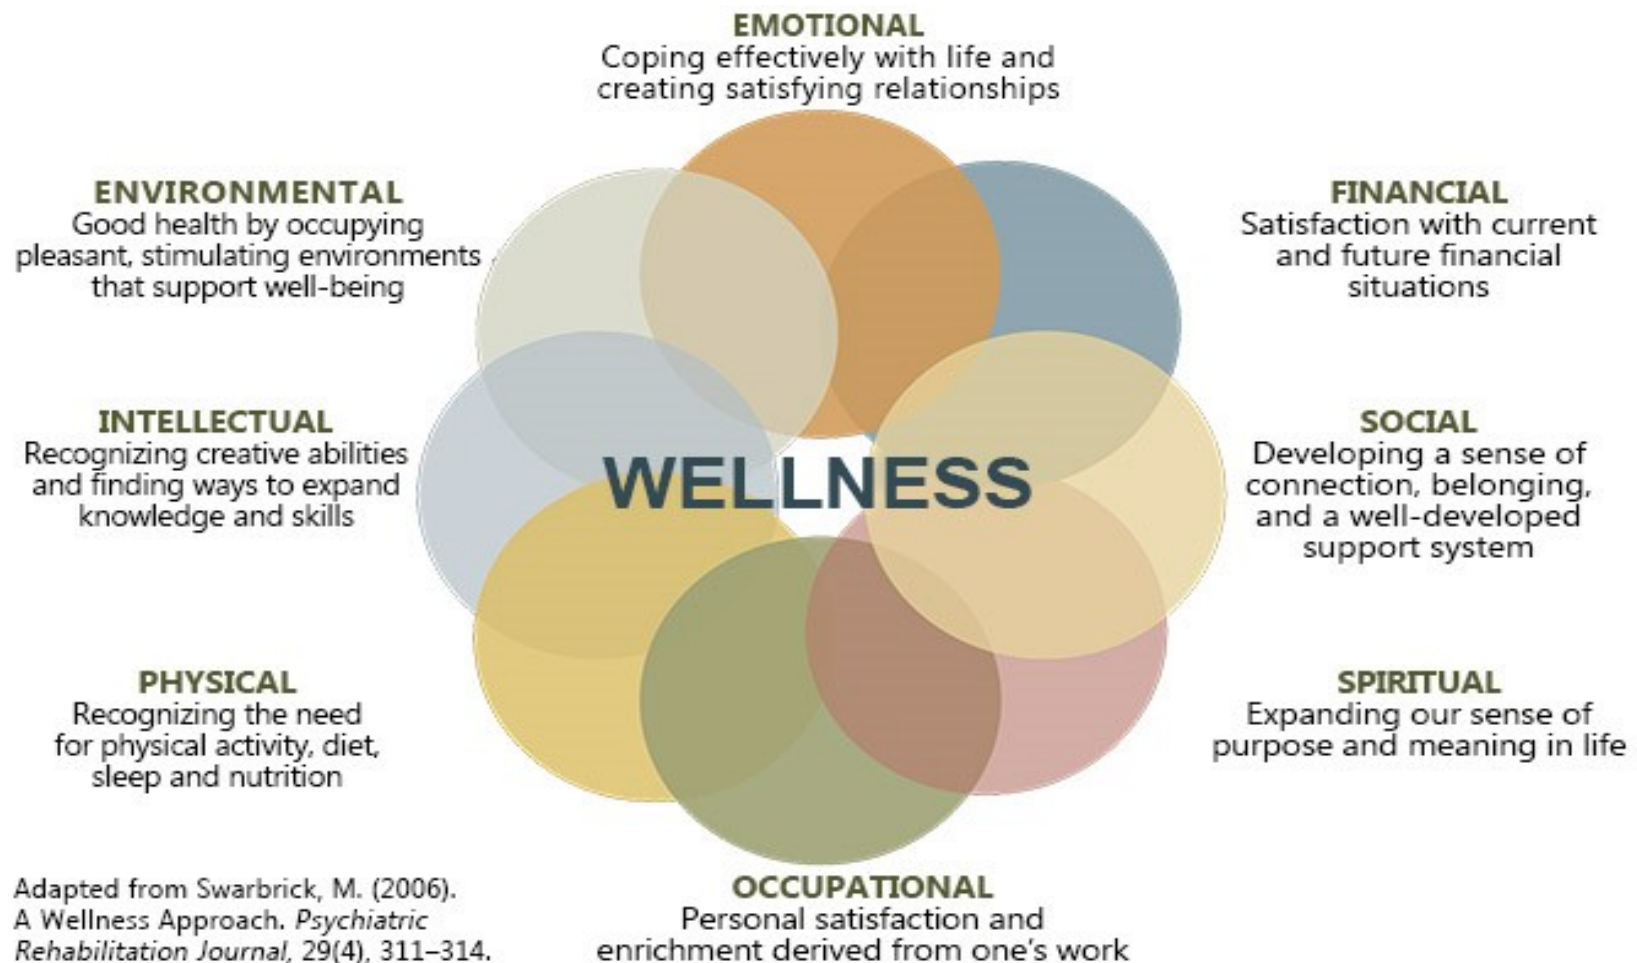 EMOTIONAL
Coping effectively with life and
creating satisfying relationships
ENVIRONMENTAL
Good health by occupying
pleasant, stimulating environments
that support well-being
FINANCIAL
Satisfaction with current
and future financial
situations
INTELLECTUAL
Recognizing creative abilities
and finding ways to expand
knowledge and skills
WELLNESS
SOCIAL
Developing a sense of
connection, belonging,
and a well-developed
support system
PHYSICAL
Recognizing the need
for physical activity, diet,
sleep and nutrition
SPIRITUAL
Expanding our sense of
purpose and meaning in life
OCCUPATIONAL
Personal satisfaction and
enrichment derived from one’s work
Adapted from Swarbrick, M. (2006).
A Wellness Approach. Psychiatric
Rehabilitation Journal, 29(4), 311–314.